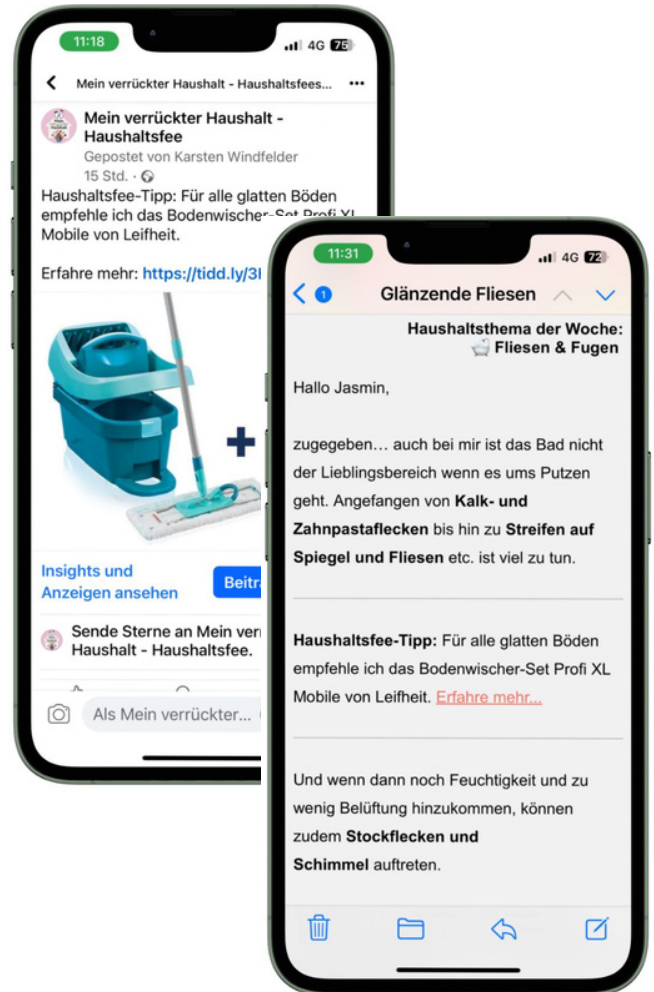 11:18
4G 75
Mein verrückter Haushalt - Haushaltsfees... •••
Mein verrückter Haushalt -
Haushaltsfee
Gepostet von Karsten Windfelder
15 Std. ·
Haushaltsfee-Tipp: Für alle glatten Böden
empfehle ich das Bodenwischer-Set Profi XL
Mobile von Leifheit.
Erfahre mehr: https://tidd.ly/3
+
Insights und
Anzeigen ansehen
Beitr
Sende Sterne an Mein ver
Haushalt - Haushaltsfee.
Als Mein verrückter...
11:31
4G 72
1
Glänzende Fliesen
Haushaltsthema der Woche:
🛁 Fliesen & Fugen
Hallo Jasmin,
zugegeben… auch bei mir ist das Bad nicht
der Lieblingsbereich wenn es ums Putzen
geht. Angefangen von Kalk- und
Zahnpastaflecken bis hin zu Streifen auf
Spiegel und Fliesen etc. ist viel zu tun.
Haushaltsfee-Tipp: Für alle glatten Böden
empfehle ich das Bodenwischer-Set Profi XL
Mobile von Leifheit. Erfahre mehr...
Und wenn dann noch Feuchtigkeit und zu
wenig Belüftung hinzukommen, können
zudem Stockflecken und
Schimmel auftreten.